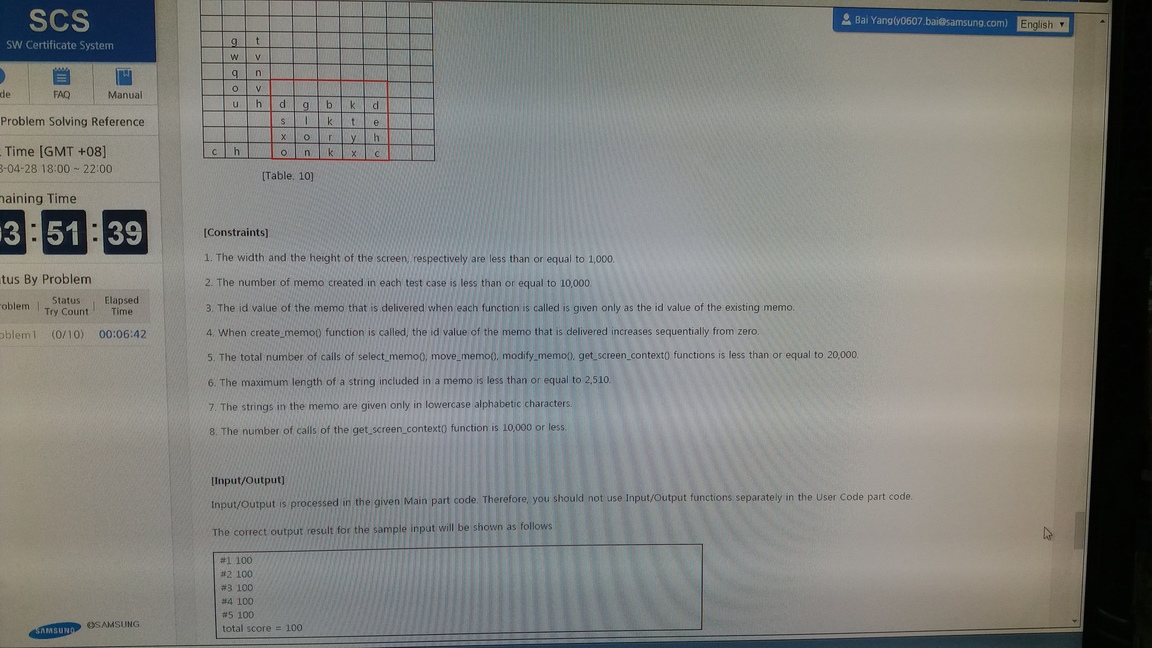 SCS
SW Certificate System
de
FAQ
Manual
Problem Solving Reference
Time [GMT +08]
-04-28 18:00 ~ 22:00
aining Time
3:51:39
tus By Problem
oblem
Status
Try Count
Elapsed
Time
oblem1 (0/10) 00:06:42
SAMSUNG ©SAMSUNG
Bai Yang(y0607.bai@samsung.com) English
g t
w v
q n
o v
u h d g b k d
s l k t e
x o r y h
c h o n k x c
[Table. 10]
[Constraints]
1. The width and the height of the screen, respectively are less than or equal to 1,000.
2. The number of memo created in each test case is less than or equal to 10,000.
3. The id value of the memo that is delivered when each function is called is given only as the id value of the existing memo.
4. When create_memo() function is called, the id value of the memo that is delivered increases sequentially from zero.
5. The total number of calls of select_memo(), move_memo(), modify_memo(), get_screen_context() functions is less than or equal to 20,000.
6. The maximum length of a string included in a memo is less than or equal to 2,510.
7. The strings in the memo are given only in lowercase alphabetic characters.
8. The number of calls of the get_screen_context() function is 10,000 or less.
[Input/Output]
Input/Output is processed in the given Main part code. Therefore, you should not use Input/Output functions separately in the User Code part code.
The correct output result for the sample input will be shown as follows
#1 100
#2 100
#3 100
#4 100
#5 100
total score = 100